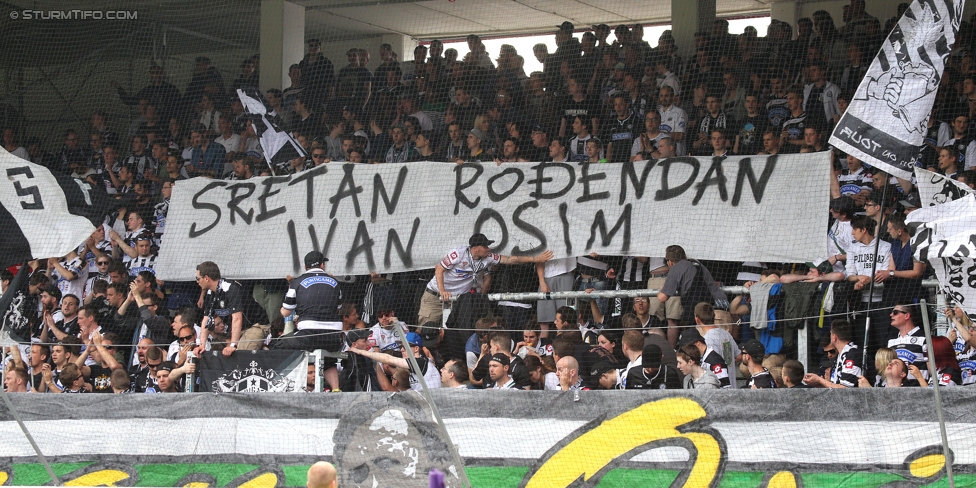 © STURMTIFO.COM
SRETAN ROĐENDAN
IVAN OSIM